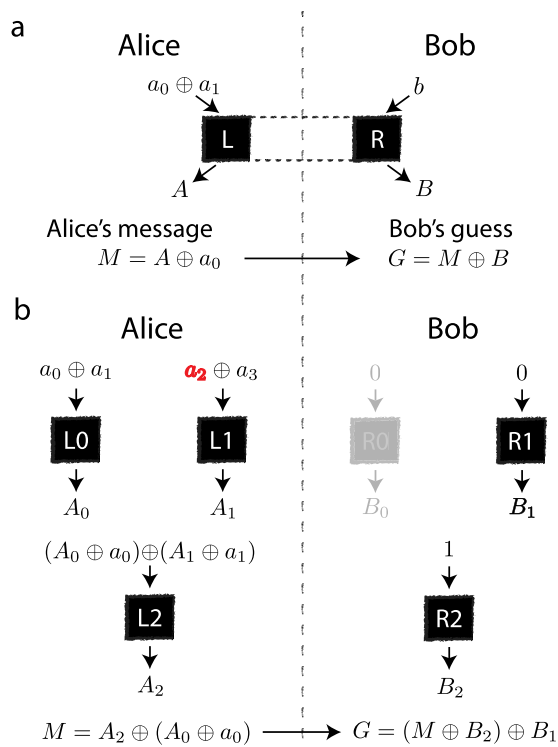 a
Alice Bob
a₀ ⊕ a₁ b
L R
A B
Alice's message Bob's guess
M = A ⊕ a₀ G = M ⊕ B
b
Alice Bob
a₀ ⊕ a₁ a₂ ⊕ a₃ 0 0
L0 L1 R0 R1
A₀ A₁ B₀ B₁
(A₀ ⊕ a₀)⊕(A₁ ⊕ a₁) 1
L2 R2
A₂ B₂
M = A₂ ⊕ (A₀ ⊕ a₀) G = (M ⊕ B₂) ⊕ B₁